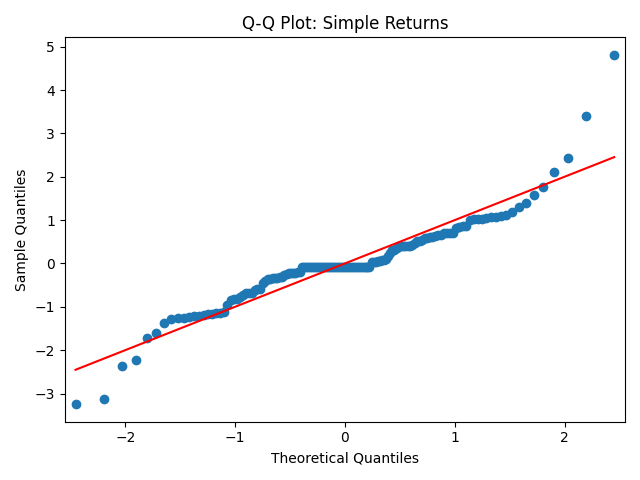 Q-Q Plot: Simple Returns
5
4
3
2
1
0
−1
−2
−3
Sample Quantiles
−2 −1 0 1 2
Theoretical Quantiles